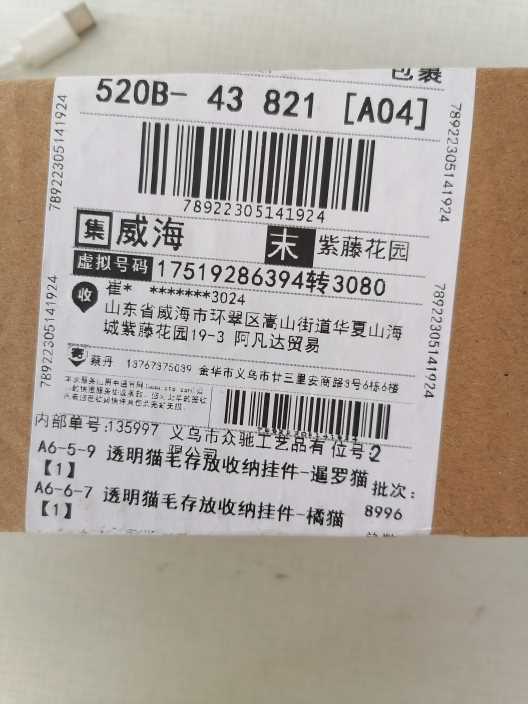 包裹
520B- 43 821 [A04]
78922305141924
78922305141924
78922305141924
集 威海 末 紫藤花园
虚拟号码 17519286394转3080
收 崔* *******3024
山东省威海市环翠区嵩山街道华夏山海
城紫藤花园19-3 阿凡达贸易
78922305141924
78922305141924
寄 蔡丹 13767375039 金华市义乌市廿三里安商路3号6栋6楼
78922305141924
内部单号:135997 义乌市众驰工艺品有 位号:2
限公司
A6-5-9 透明猫毛存放收纳挂件-暹罗猫
【1】
批次:
A6-6-7 透明猫毛存放收纳挂件-橘猫 8996
【1】